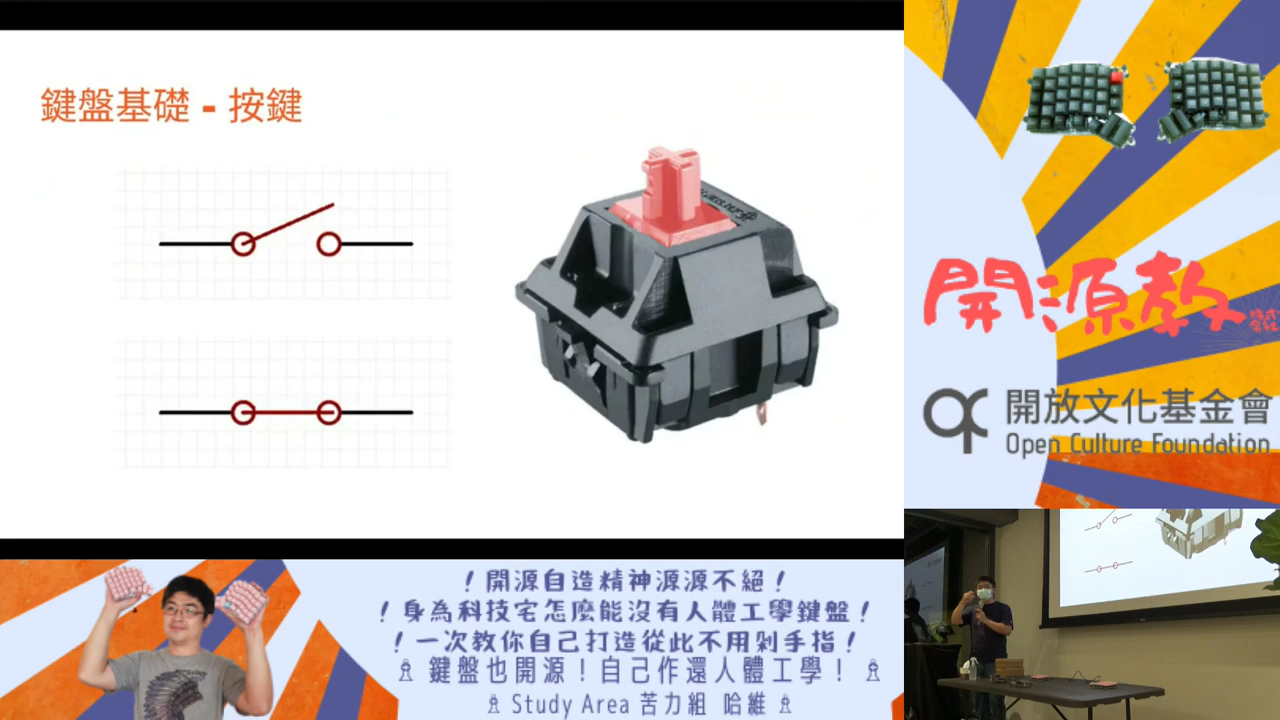 鍵盤基礎 - 按鍵
開源教
株式
会社
開放文化基金會
Open Culture Foundation
！開源自造精神源源不絕！
！身為科技宅怎麼能沒有人體工學鍵盤！
！一次教你自己打造從此不用剁手指！
鍵盤也開源！自己作還人體工學！
Study Area 苦力組 哈維